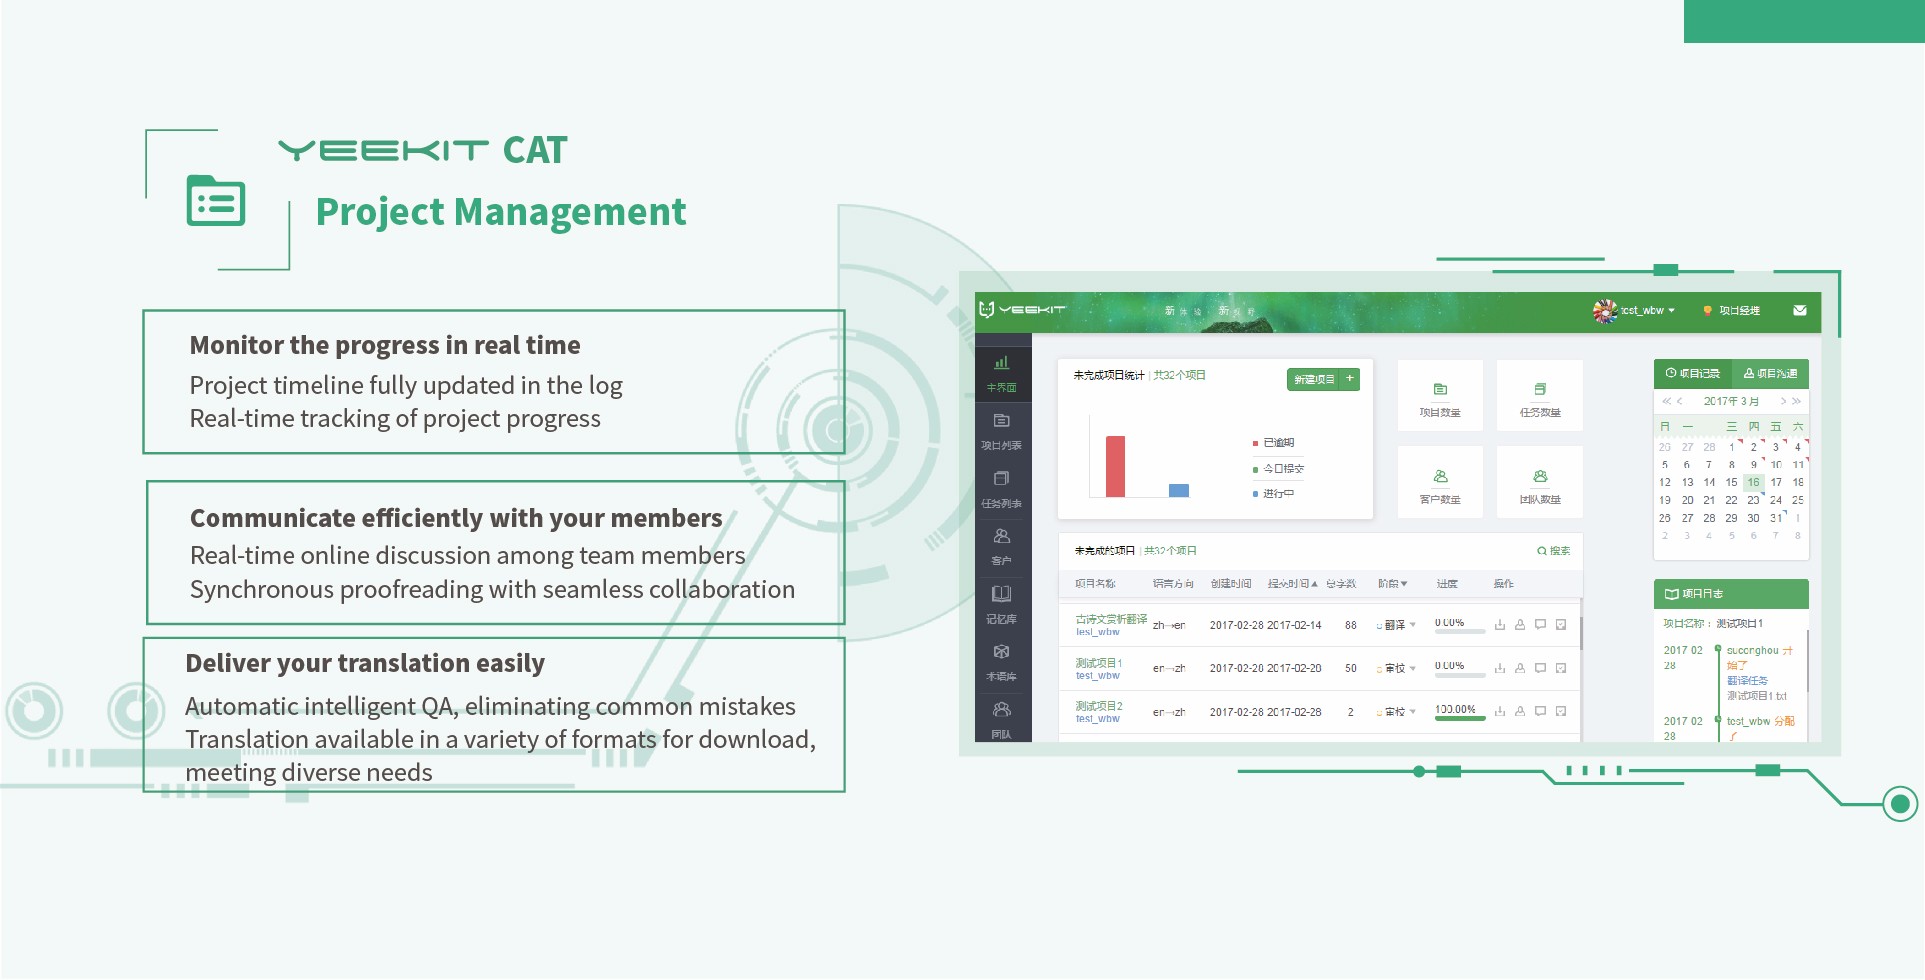 YEEKIT CAT
Project Management
Monitor the progress in real time
Project timeline fully updated in the log
Real-time tracking of project progress
Communicate efficiently with your members
Real-time online discussion among team members
Synchronous proofreading with seamless collaboration
Deliver your translation easily
Automatic intelligent QA, eliminating common mistakes
Translation available in a variety of formats for download,
meeting diverse needs
YEEKIT
test_wbw
项目经理
主界面
项目列表
任务列表
客户
记忆库
术语库
团队
未完成项目统计 | 共32个项目
新建项目 +
已逾期
今日提交
进行中
项目数量
任务数量
客户数量
团队数量
未完成的项目 | 共32个项目
搜索
项目名称 语言方向 创建时间 提交时间 总字数 阶段 进度 操作
古诗文赏析翻译
test_wbw
zh→en 2017-02-28 2017-02-14 88 翻译 0.00%
测试项目1
test_wbw
en→zh 2017-02-28 2017-02-28 50 审校 0.00%
测试项目2
test_wbw
en→zh 2017-02-28 2017-02-28 2 审校 100.00%
项目记录 项目沟通
2017年 3月
日 一 三 四 五 六
26 27 28 1 2 3 4
5 6 7 8 9 10 11
12 13 14 15 16 17 18
19 20 21 22 23 24 25
26 27 28 29 30 31 1
2 3 4 5 6 7 8
项目日志
项目名称： 测试项目1
2017 02 28
suconghou 开始了
翻译任务
测试项目1.txt
2017 02 28
test_wbw 分配了